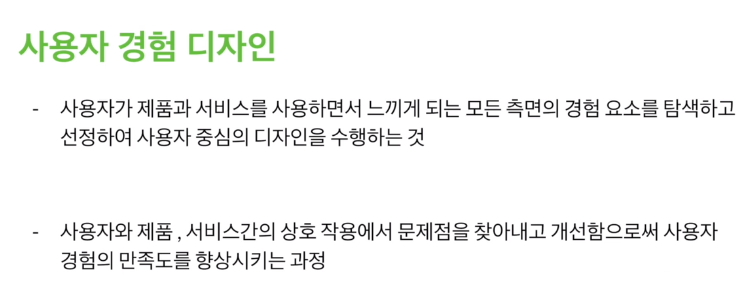 사용자 경험 디자인
- 사용자가 제품과 서비스를 사용하면서 느끼게 되는 모든 측면의 경험 요소를 탐색하고
선정하여 사용자 중심의 디자인을 수행하는 것
- 사용자와 제품 , 서비스간의 상호 작용에서 문제점을 찾아내고 개선함으로써 사용자
경험의 만족도를 향상시키는 과정